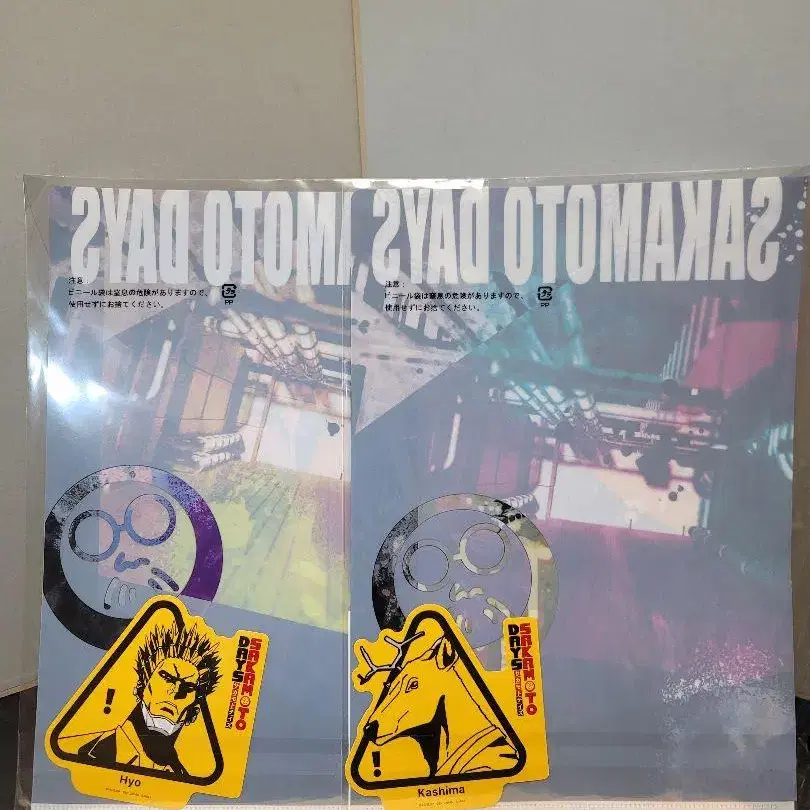 SAKAMOTO DAYS
SAKAMOTO DAYS
注意:
ビニール袋は窒息の危険がありますので、
使用せずにお捨てください。
PP
注意:
ビニール袋は窒息の危険がありますので、
使用せずにお捨てください。
PP
!
SAKAMOTO
DAYS
Hyo
!
SAKAMOTO
DAYS
Kashima